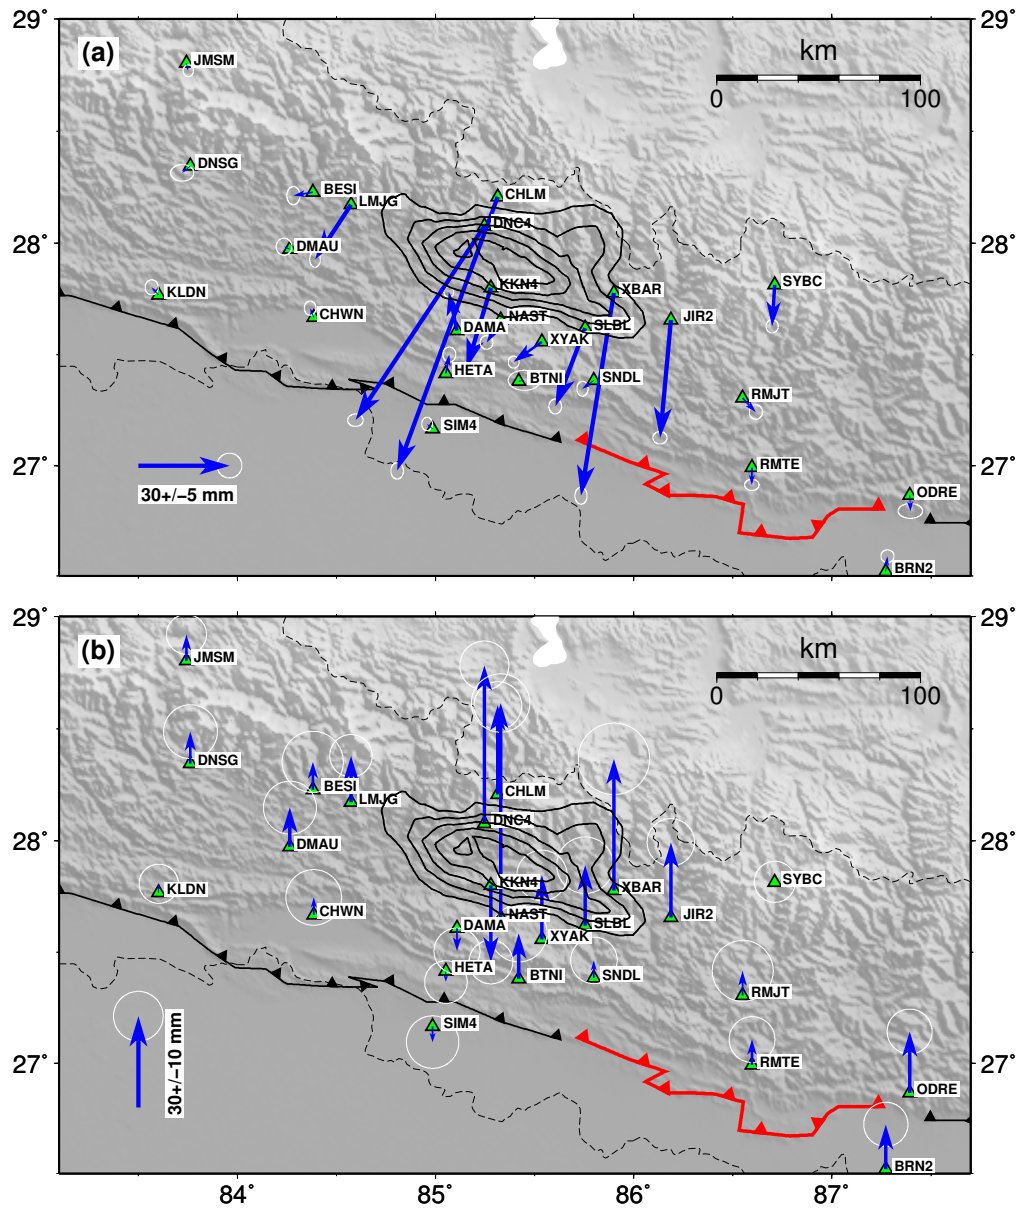 29° 29°
(a)
km
0 100
JMSM
DNSG
BESI
LMJG
CHLM
DNC4
28° 28°
DMAU
SYBC
KLDN
KKN4
XBAR
CHWN
NAST
SLBL
JIR2
DAMA
XYAK
HETA
BTNI
SNDL
RMJT
SIM4
27° 27°
RMTE
30+/−5 mm
ODRE
BRN2
29° 29°
(b)
km
0 100
JMSM
DNSG
BESI
LMJG
CHLM
DNC4
28° 28°
DMAU
SYBC
KLDN
KKN4
XBAR
CHWN
NAST
JIR2
DAMA
SLBL
XYAK
HETA
BTNI
SNDL
RMJT
SIM4
30+/−10 mm
27° 27°
RMTE
ODRE
BRN2
84° 85° 86° 87°